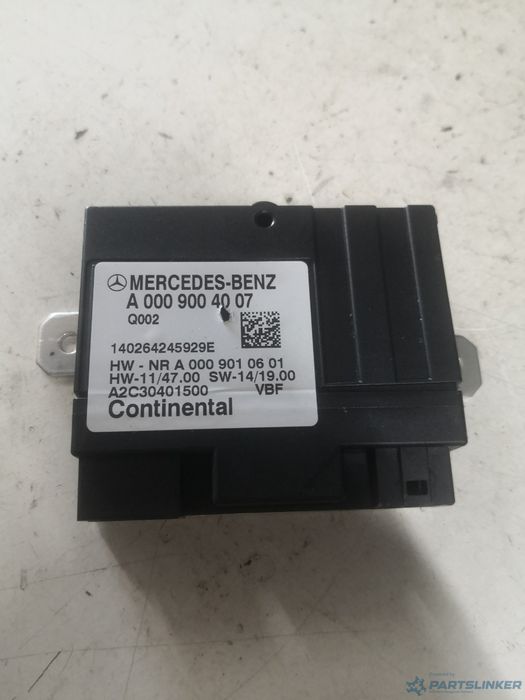 MERCEDES-BENZ
A 000 900 40 07
Q002
140264245929E
HW - NR A 000 901 06 01
HW-11/47.00 SW-14/19.00
A2C30401500 VBF
Continental
PARTSLINKER